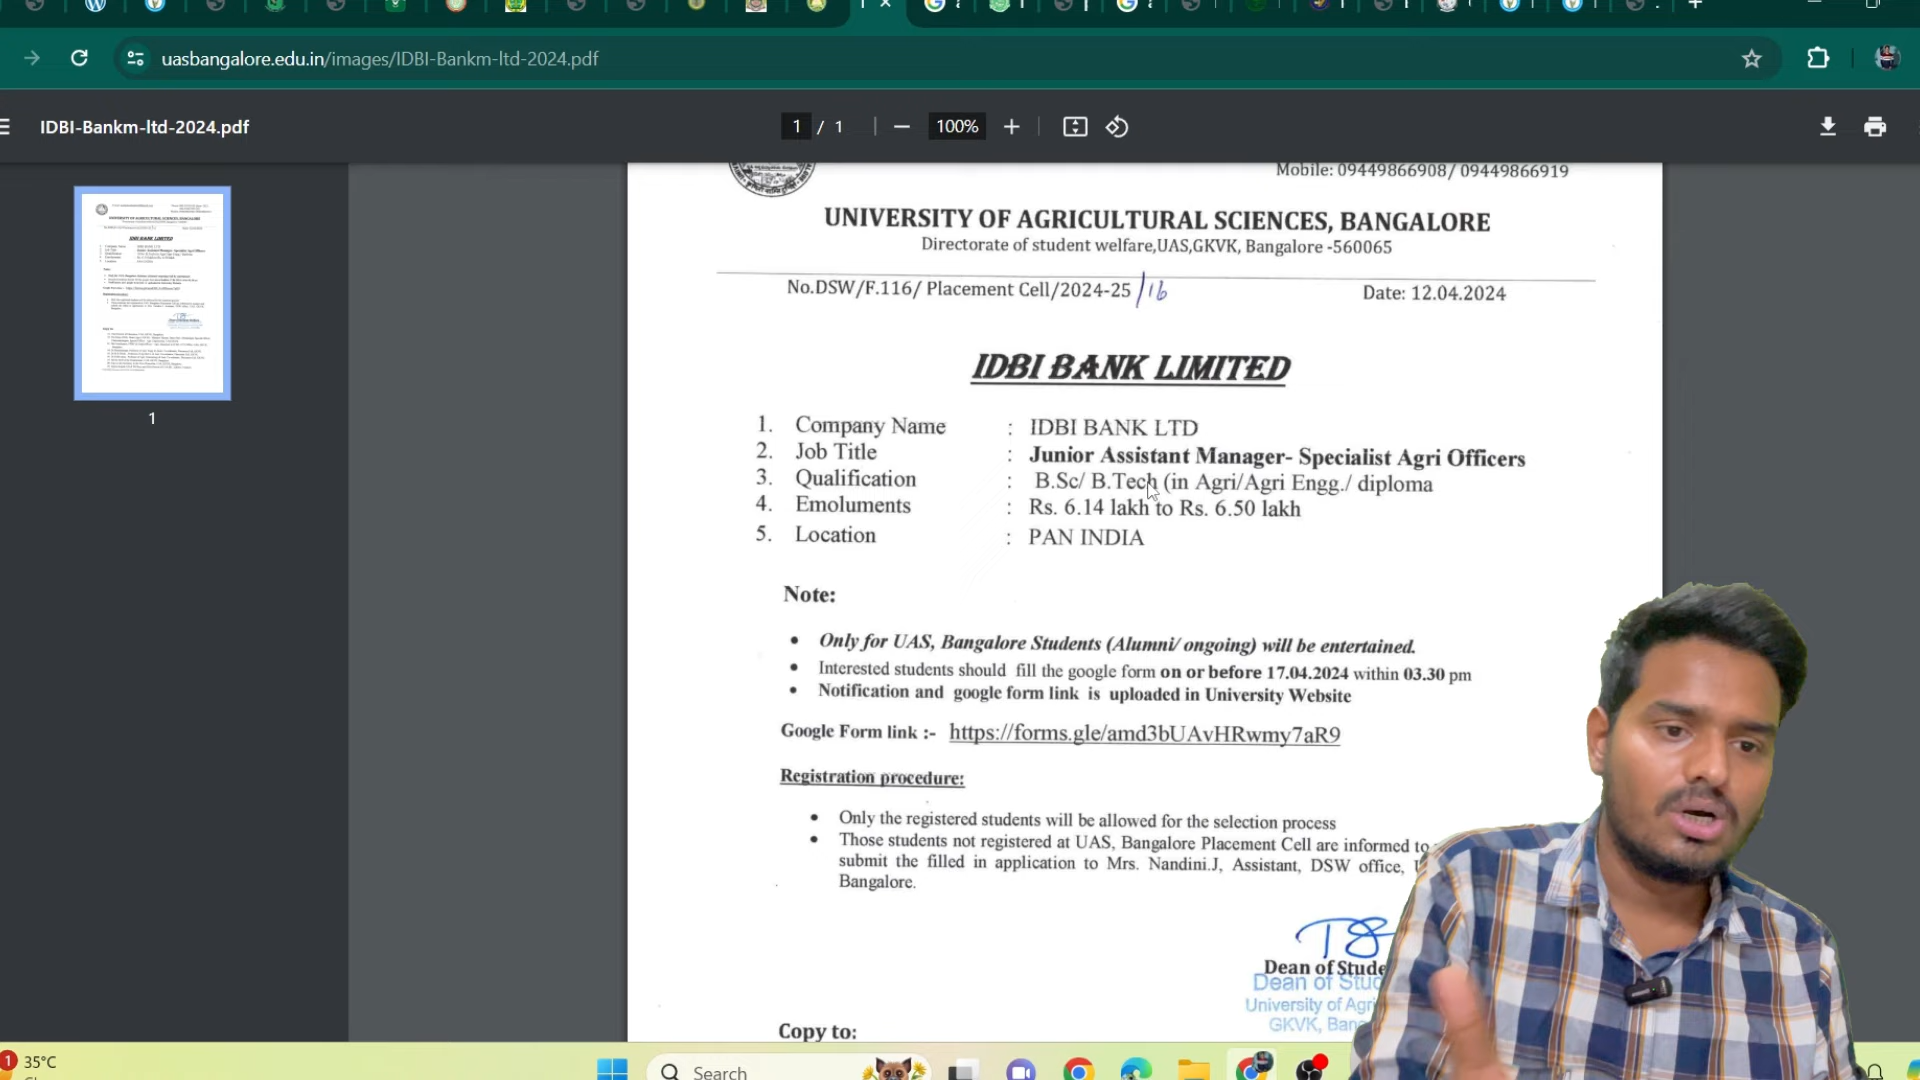 uasbangalore.edu.in/images/IDBI-Bankm-ltd-2024.pdf
IDBI-Bankm-ltd-2024.pdf
1 / 1
100%
Mobile: 09449866908/ 09449866919
UNIVERSITY OF AGRICULTURAL SCIENCES, BANGALORE
Directorate of student welfare,UAS,GKVK, Bangalore -560065
No.DSW/F.116/ Placement Cell/2024-25/16
Date: 12.04.2024
IDBI BANK LIMITED
1. Company Name : IDBI BANK LTD
2. Job Title : Junior Assistant Manager- Specialist Agri Officers
3. Qualification : B.Sc/ B.Tech (in Agri/Agri Engg./ diploma
4. Emoluments : Rs. 6.14 lakh to Rs. 6.50 lakh
5. Location : PAN INDIA
Note:
• Only for UAS, Bangalore Students (Alumni/ ongoing) will be entertained.
• Interested students should fill the google form on or before 17.04.2024 within 03.30 pm
• Notification and google form link is uploaded in University Website
Google Form link :- https://forms.gle/amd3bUAvHRwmy7aR9
Registration procedure:
• Only the registered students will be allowed for the selection process
• Those students not registered at UAS, Bangalore Placement Cell are informed to
submit the filled in application to Mrs. Nandini.J, Assistant, DSW office,
Bangalore.
Dean of Stude
Dean of Stud
University of Agr
GKVK, Bang
Copy to:
1
1
35°C
Search